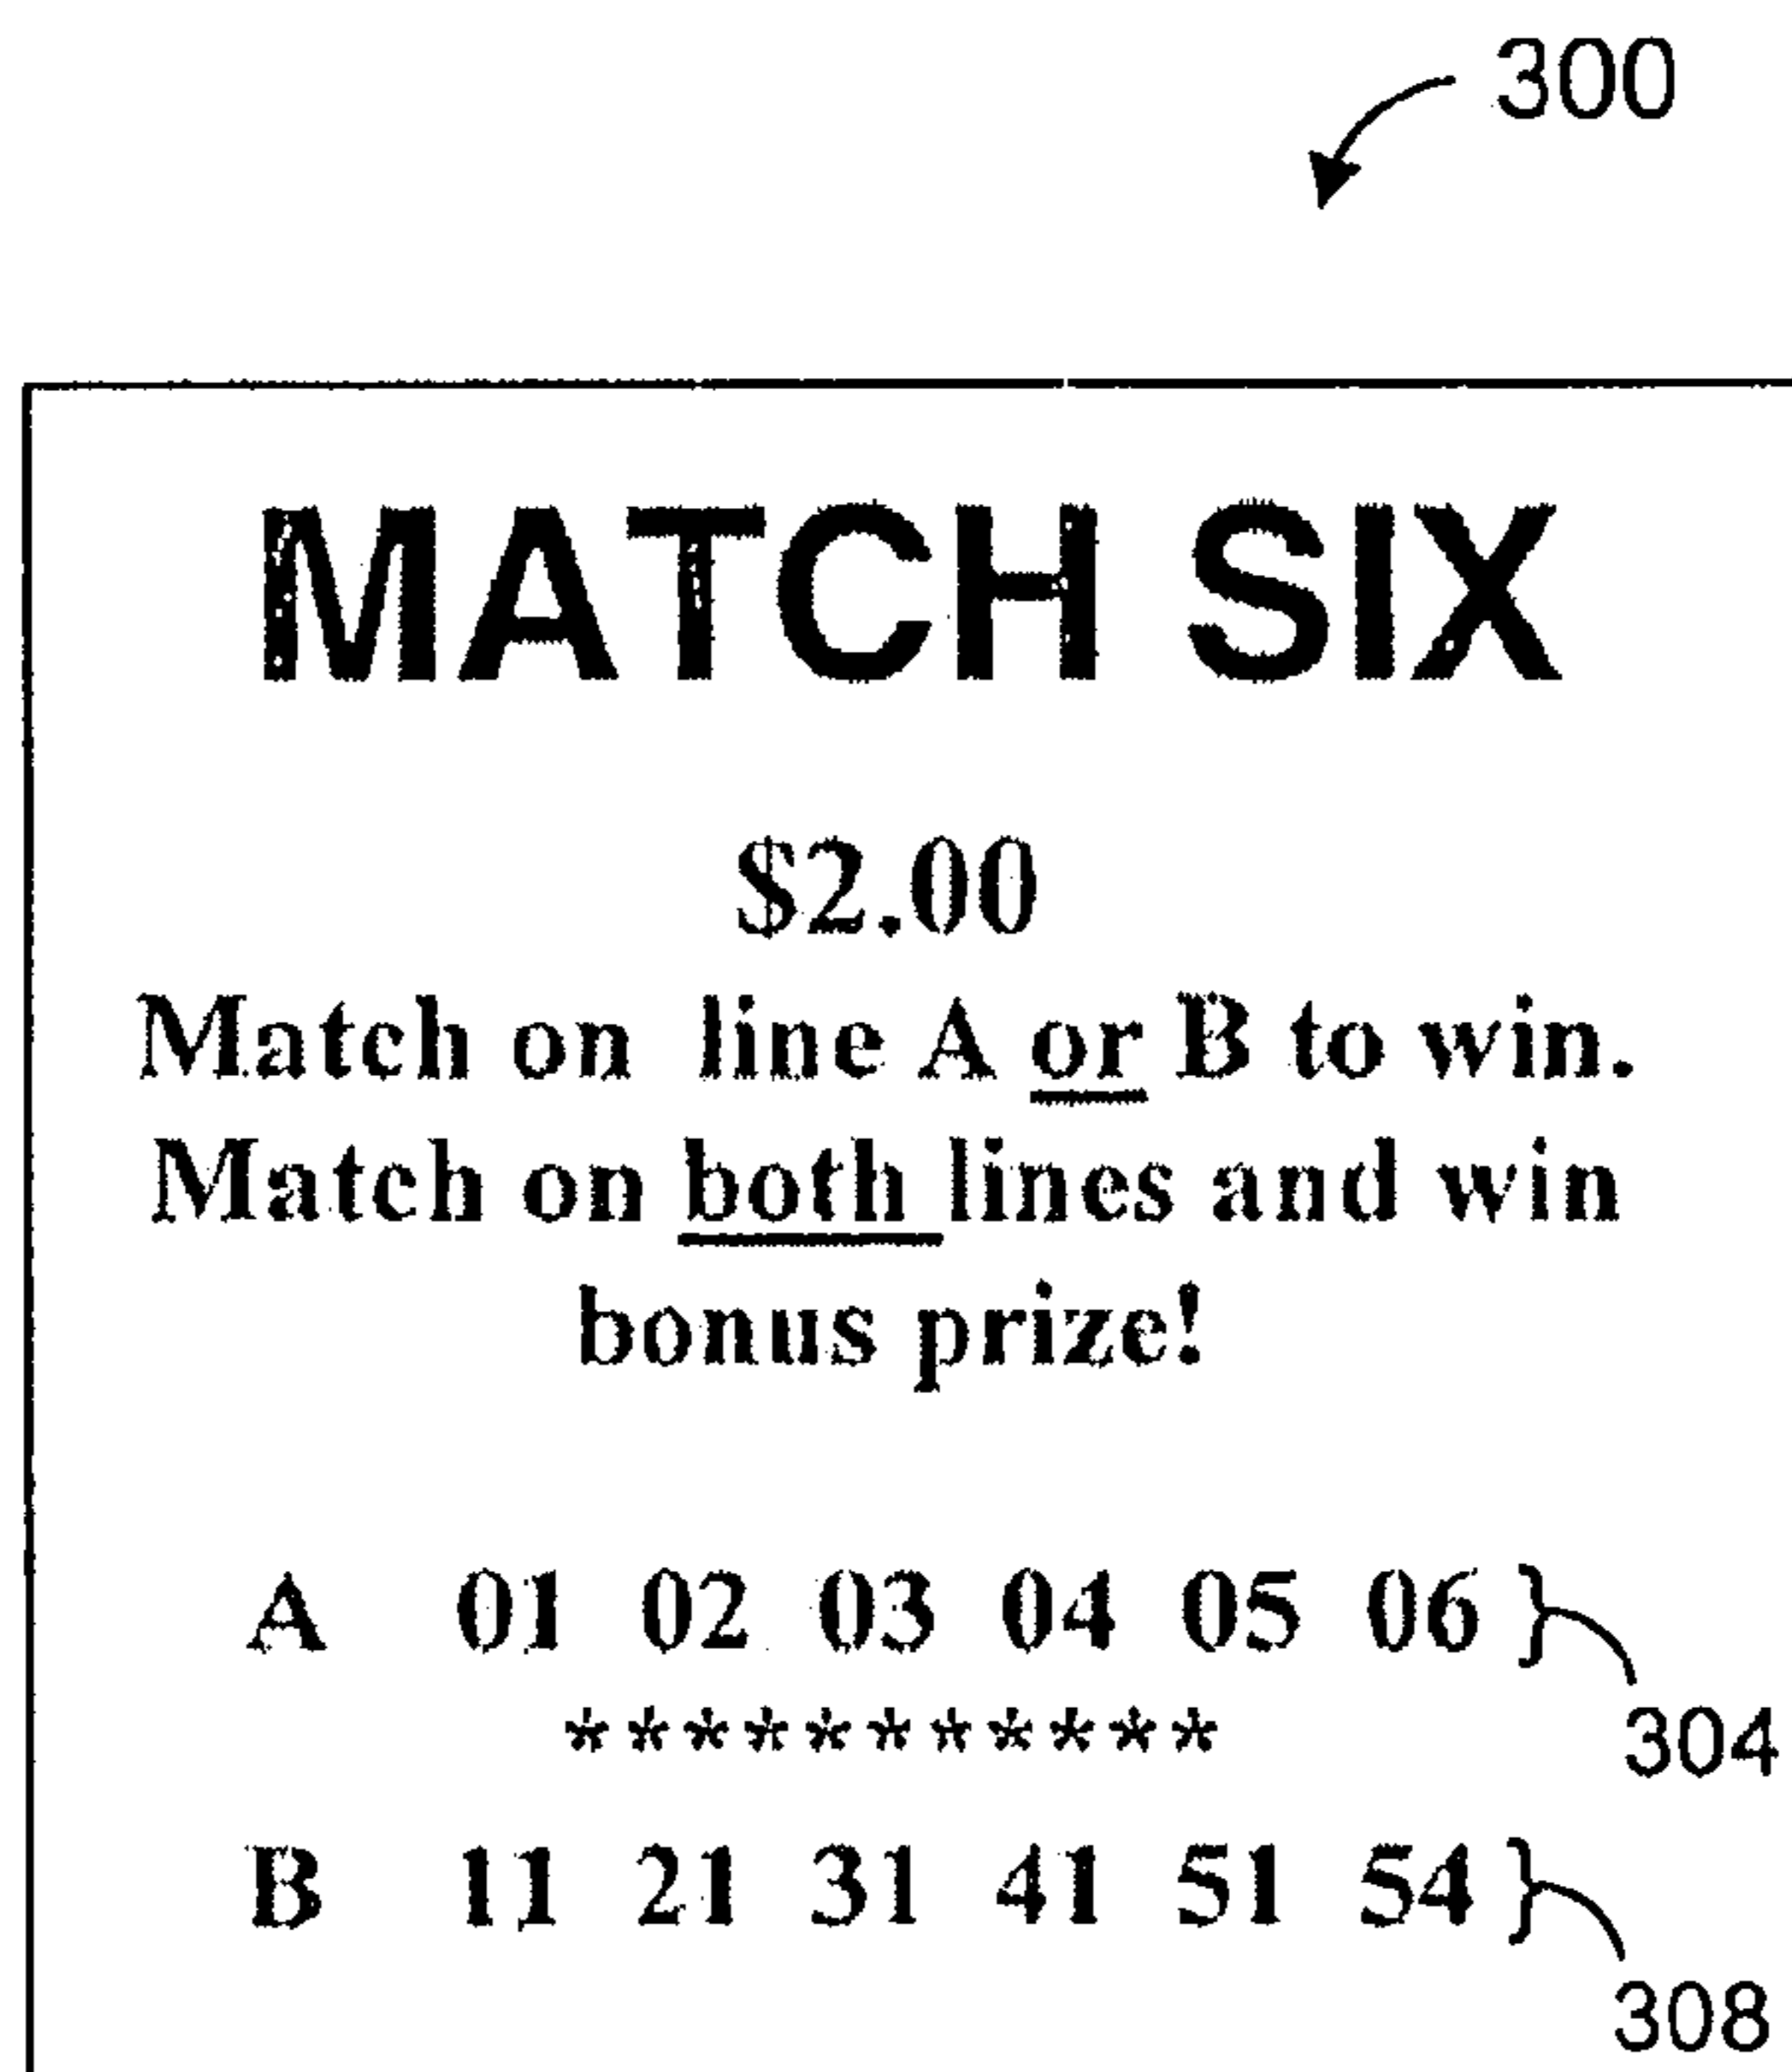 300
MATCH SIX
$2.00
Match on line A or B to win.
Match on both lines and win
bonus prize!
A 01 02 03 04 05 06
304
***********
B 11 21 31 41 51 54
308